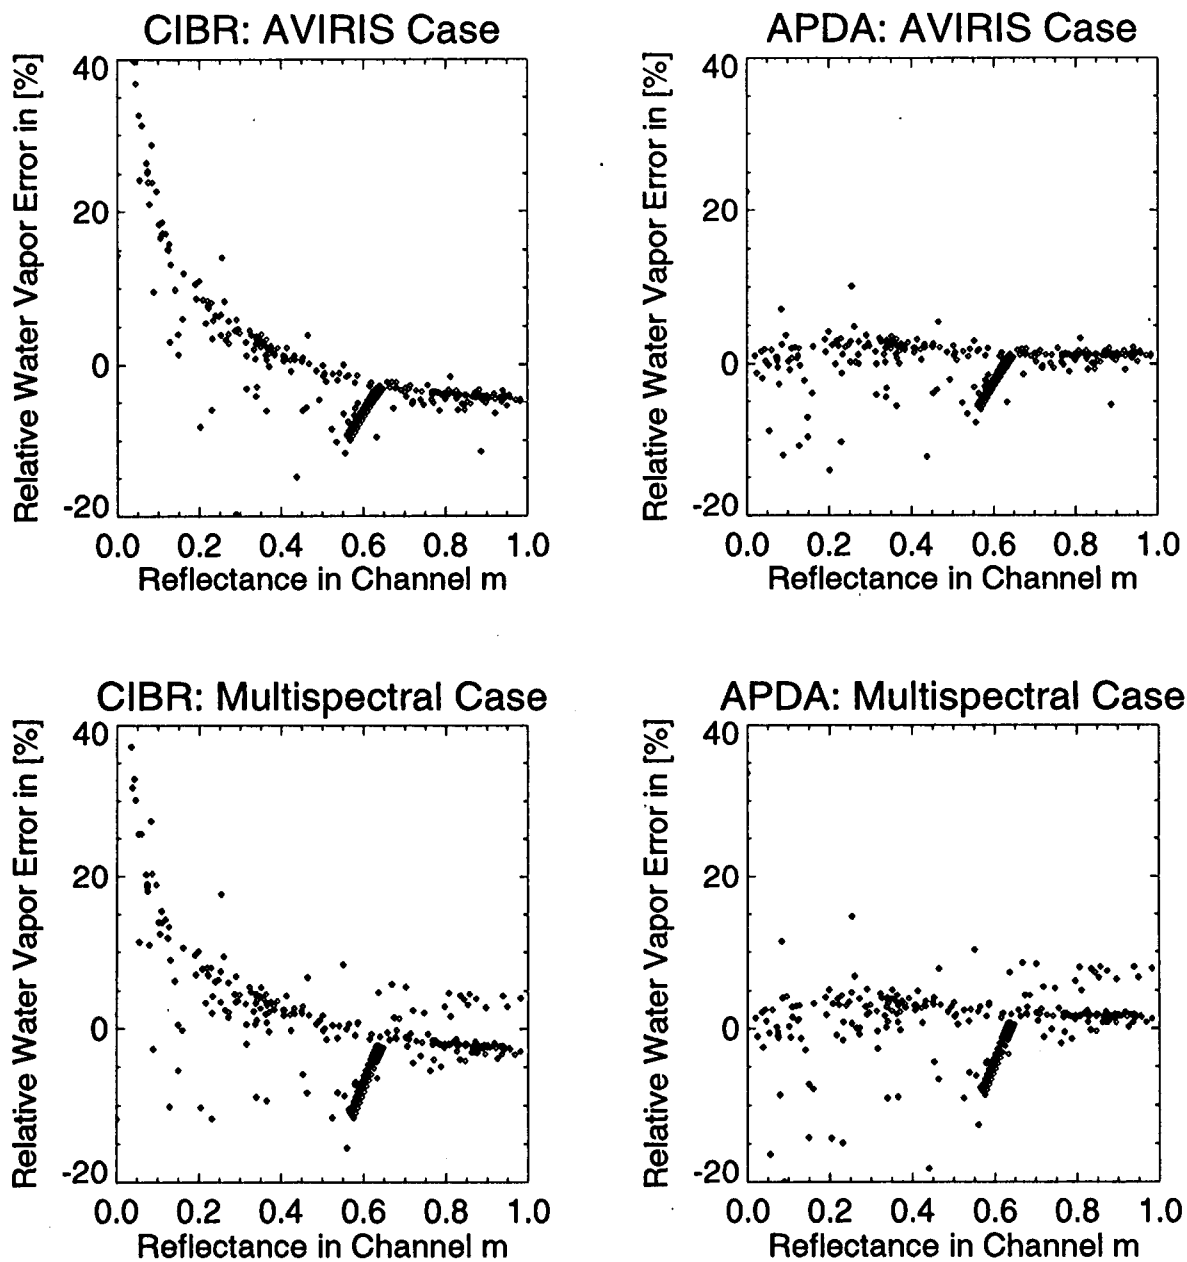 CIBR: AVIRIS Case
Relative Water Vapor Error in [%]
40
20
0
-20
0.0 0.2 0.4 0.6 0.8 1.0
Reflectance in Channel m
APDA: AVIRIS Case
Relative Water Vapor Error in [%]
40
20
0
-20
0.0 0.2 0.4 0.6 0.8 1.0
Reflectance in Channel m
CIBR: Multispectral Case
Relative Water Vapor Error in [%]
40
20
0
-20
0.0 0.2 0.4 0.6 0.8 1.0
Reflectance in Channel m
APDA: Multispectral Case
Relative Water Vapor Error in [%]
40
20
0
-20
0.0 0.2 0.4 0.6 0.8 1.0
Reflectance in Channel m